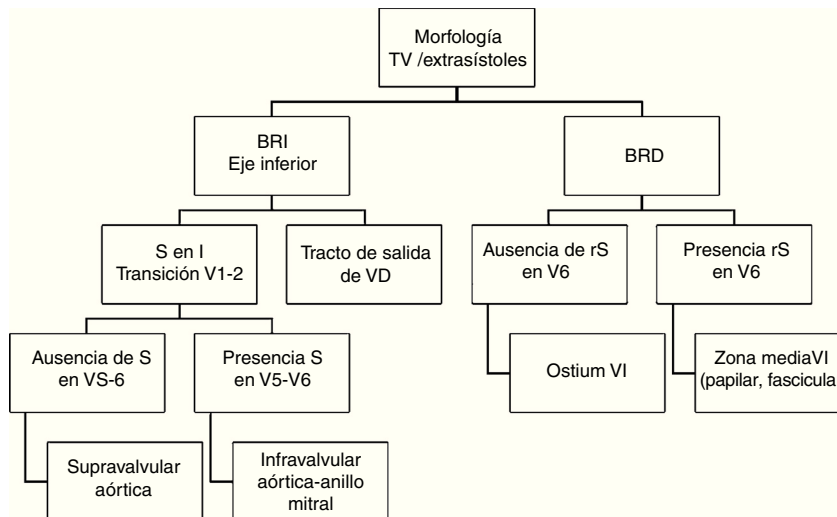 Morfología
TV /extrasístoles
BRI
Eje inferior
BRD
S en I
Transición V1-2
Tracto de salida
de VD
Ausencia de rS
en V6
Presencia rS
en V6
Ausencia de S
en VS-6
Presencia S
en V5-V6
Ostium VI
Zona mediaVI
(papilar, fascicula
Supravalvular
aórtica
Infravalvular
aórtica-anillo
mitral